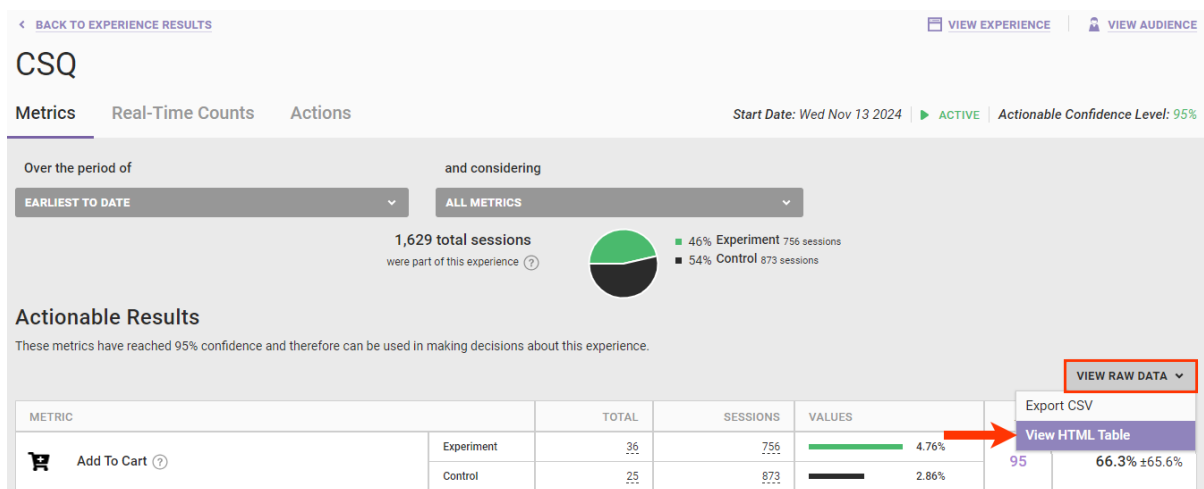 BACK TO EXPERIENCE RESULTS
VIEW EXPERIENCE
VIEW AUDIENCE
CSQ
Metrics
Real-Time Counts
Actions
Start Date: Wed Nov 13 2024
ACTIVE
Actionable Confidence Level: 95%
Over the period of
and considering
EARLIEST TO DATE
ALL METRICS
1,629 total sessions
were part of this experience ?
46% Experiment 756 sessions
54% Control 873 sessions
Actionable Results
These metrics have reached 95% confidence and therefore can be used in making decisions about this experience.
VIEW RAW DATA
Export CSV
View HTML Table
METRIC
TOTAL
SESSIONS
VALUES
Add To Cart ?
Experiment
36
756
4.76%
Control
25
873
2.86%
95
66.3% ±65.6%